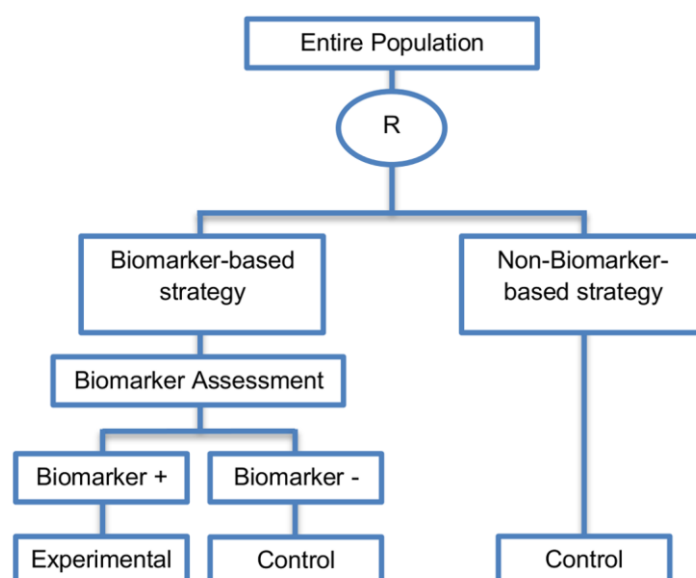 Entire Population
R
Biomarker-based
strategy
Non-Biomarker-
based strategy
Biomarker Assessment
Biomarker +
Biomarker -
Experimental
Control
Control